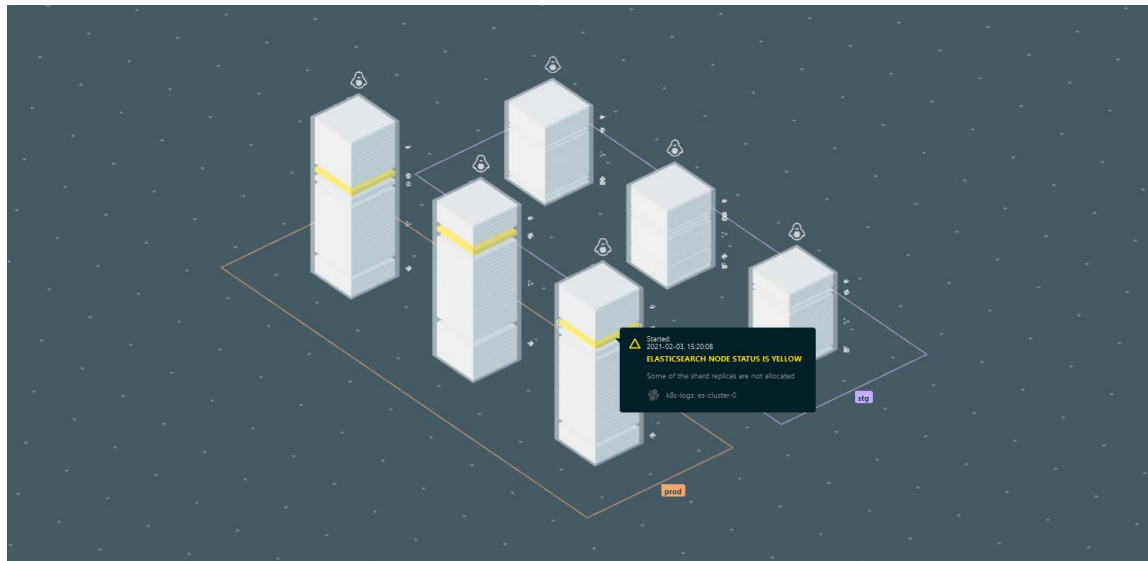 Started:
2021-02-03, 15:20:08
ELASTICSEARCH NODE STATUS IS YELLOW
Some of the shard replicas are not allocated
k8s-logs: es-cluster-0
stg
prod